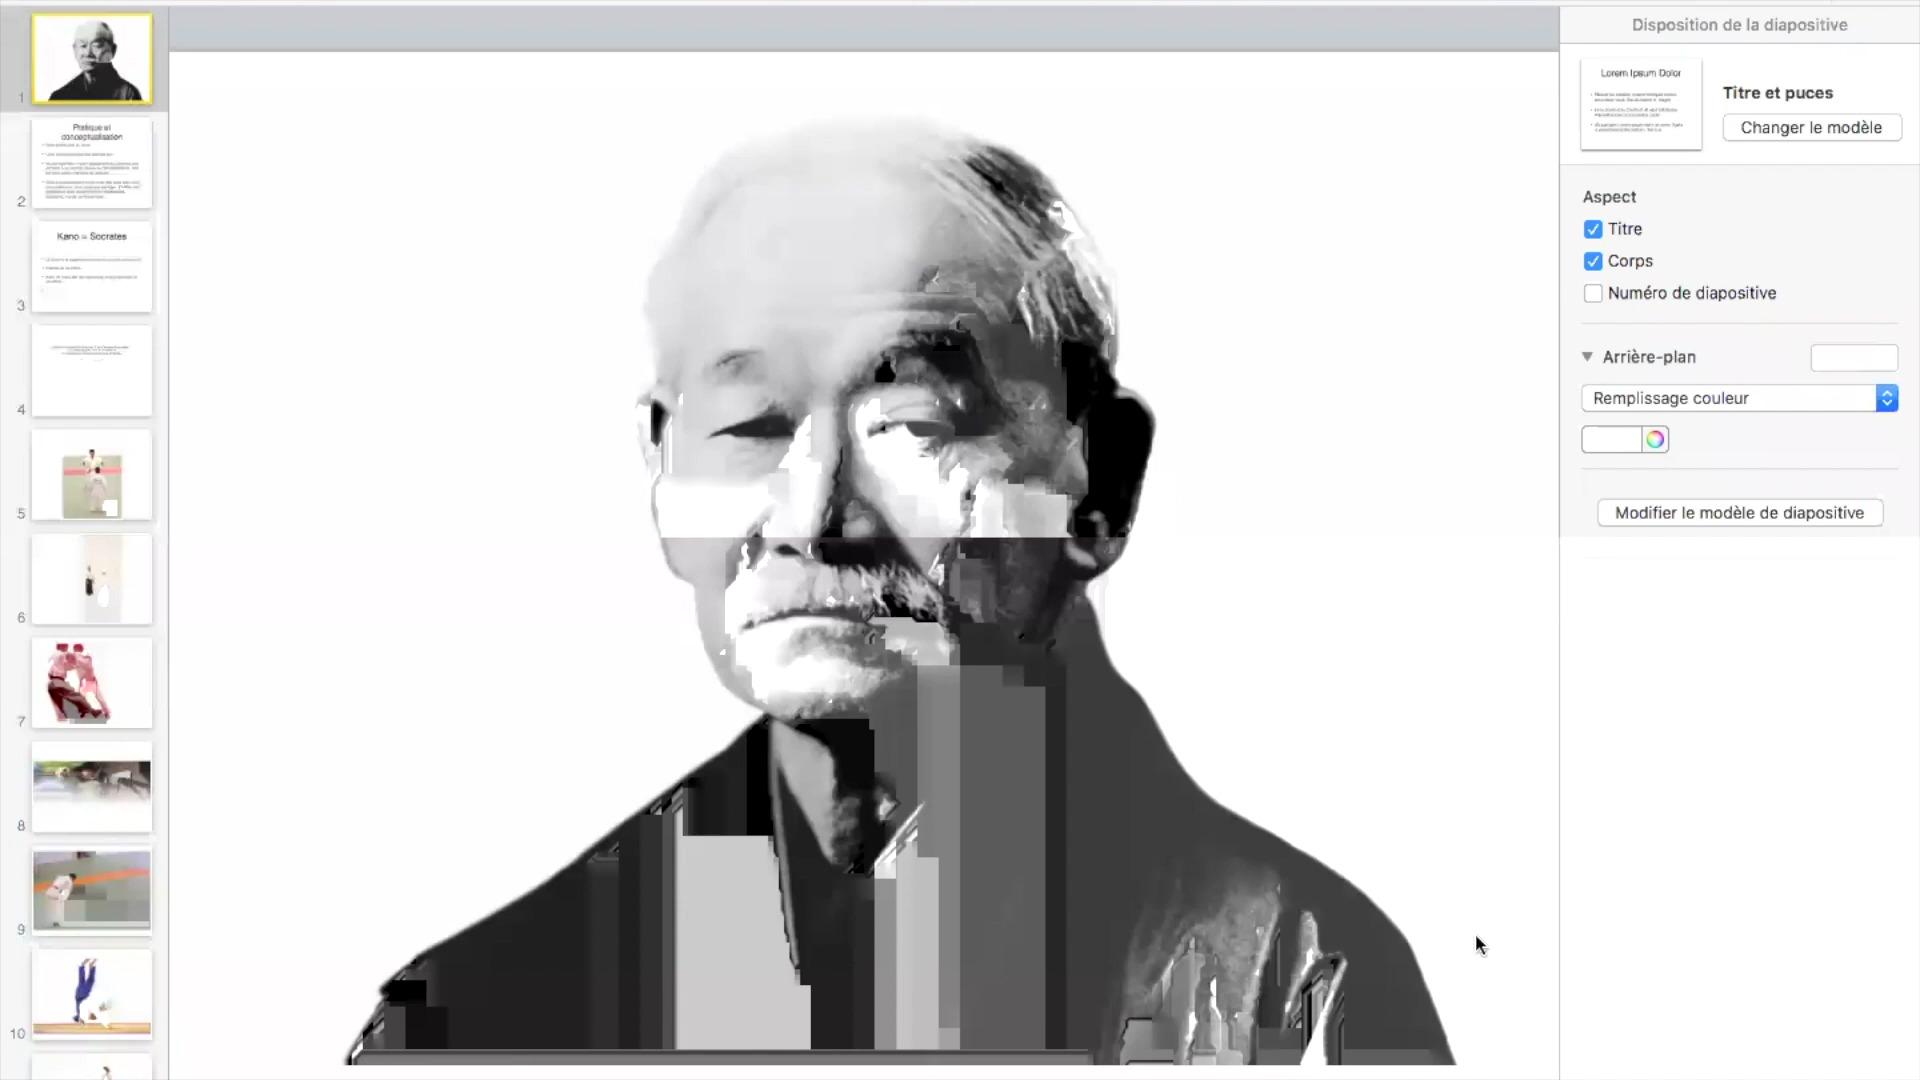 1
Pratique et
conceptualisation
2
Kano = Socrates
3
4
5
6
7
8
9
10
Disposition de la diapositive
Lorem Ipsum Dolor
Titre et puces
Changer le modèle
Aspect
Titre
Corps
Numéro de diapositive
Arrière-plan
Remplissage couleur
Modifier le modèle de diapositive